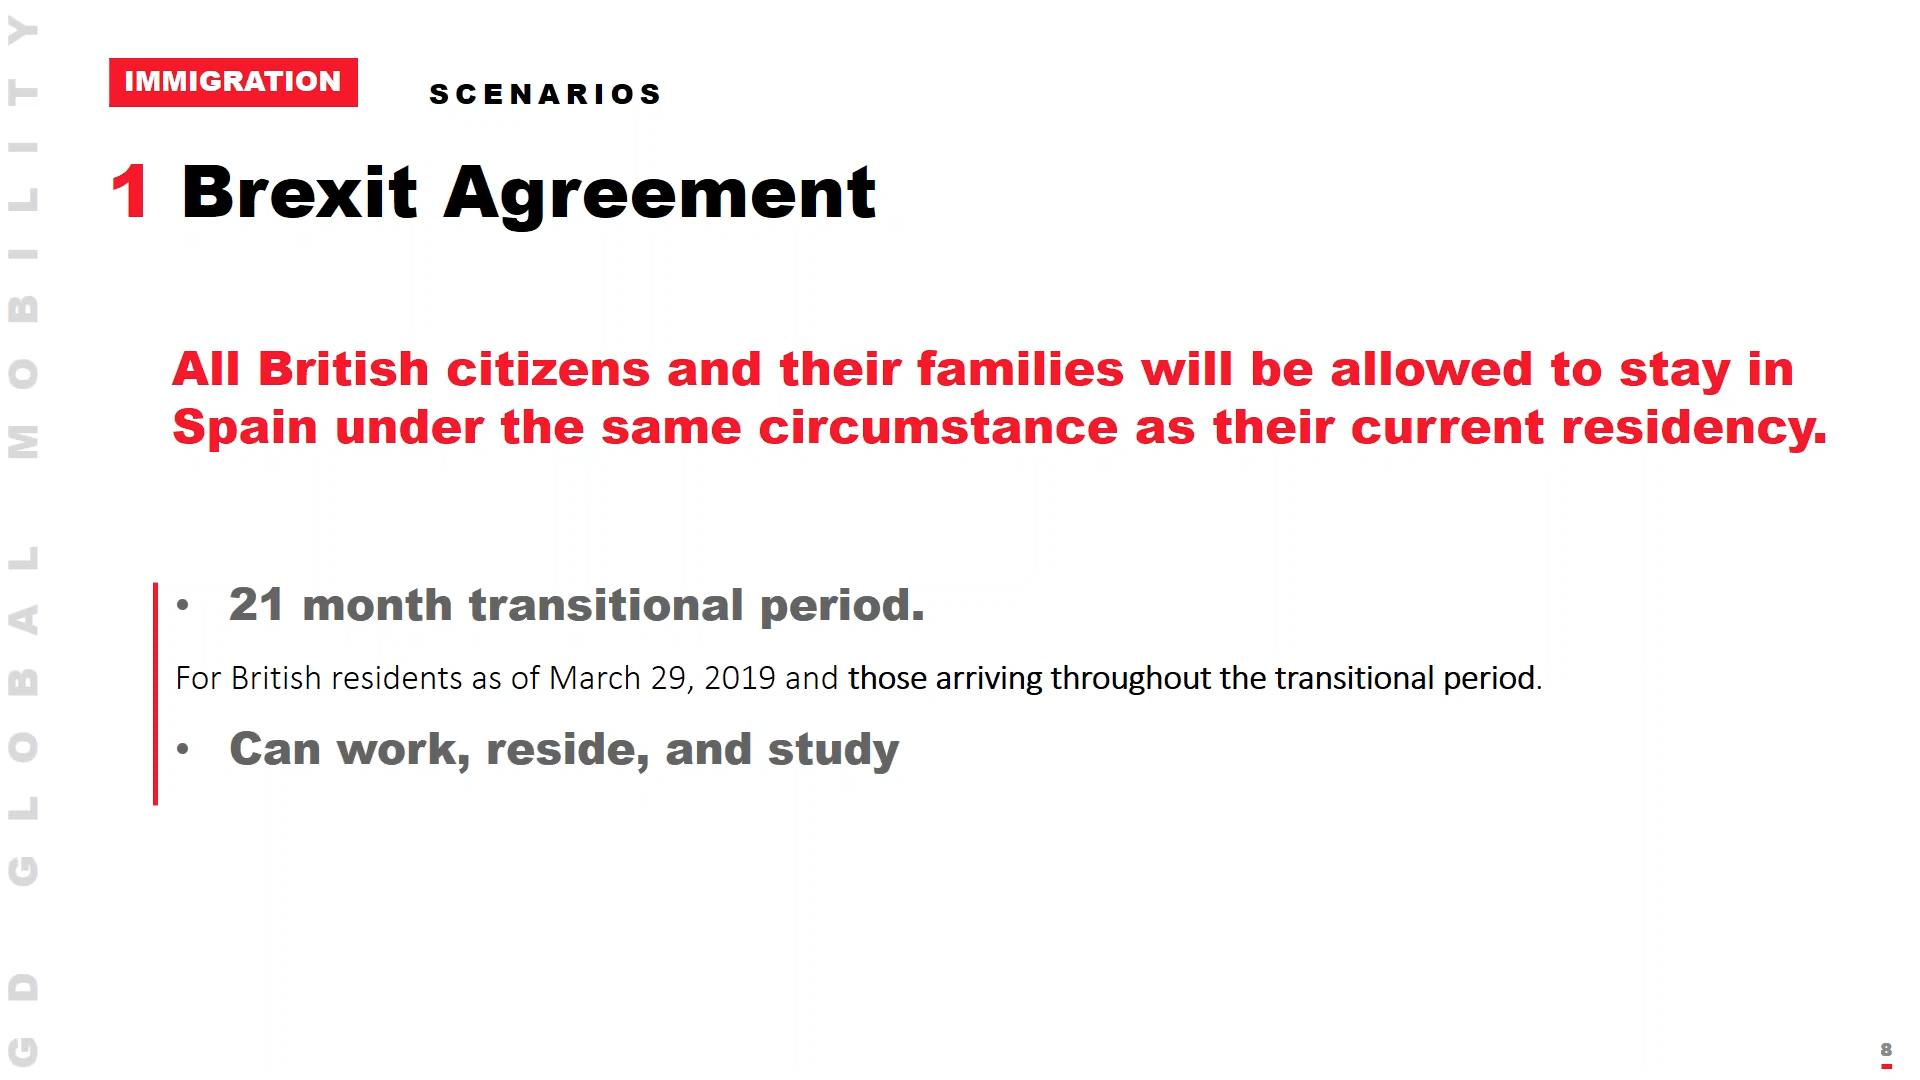 IMMIGRATION
SCENARIOS
1 Brexit Agreement
All British citizens and their families will be allowed to stay in
Spain under the same circumstance as their current residency.
• 21 month transitional period.
For British residents as of March 29, 2019 and those arriving throughout the transitional period.
• Can work, reside, and study
GD GLOBAL MOBILITY
8